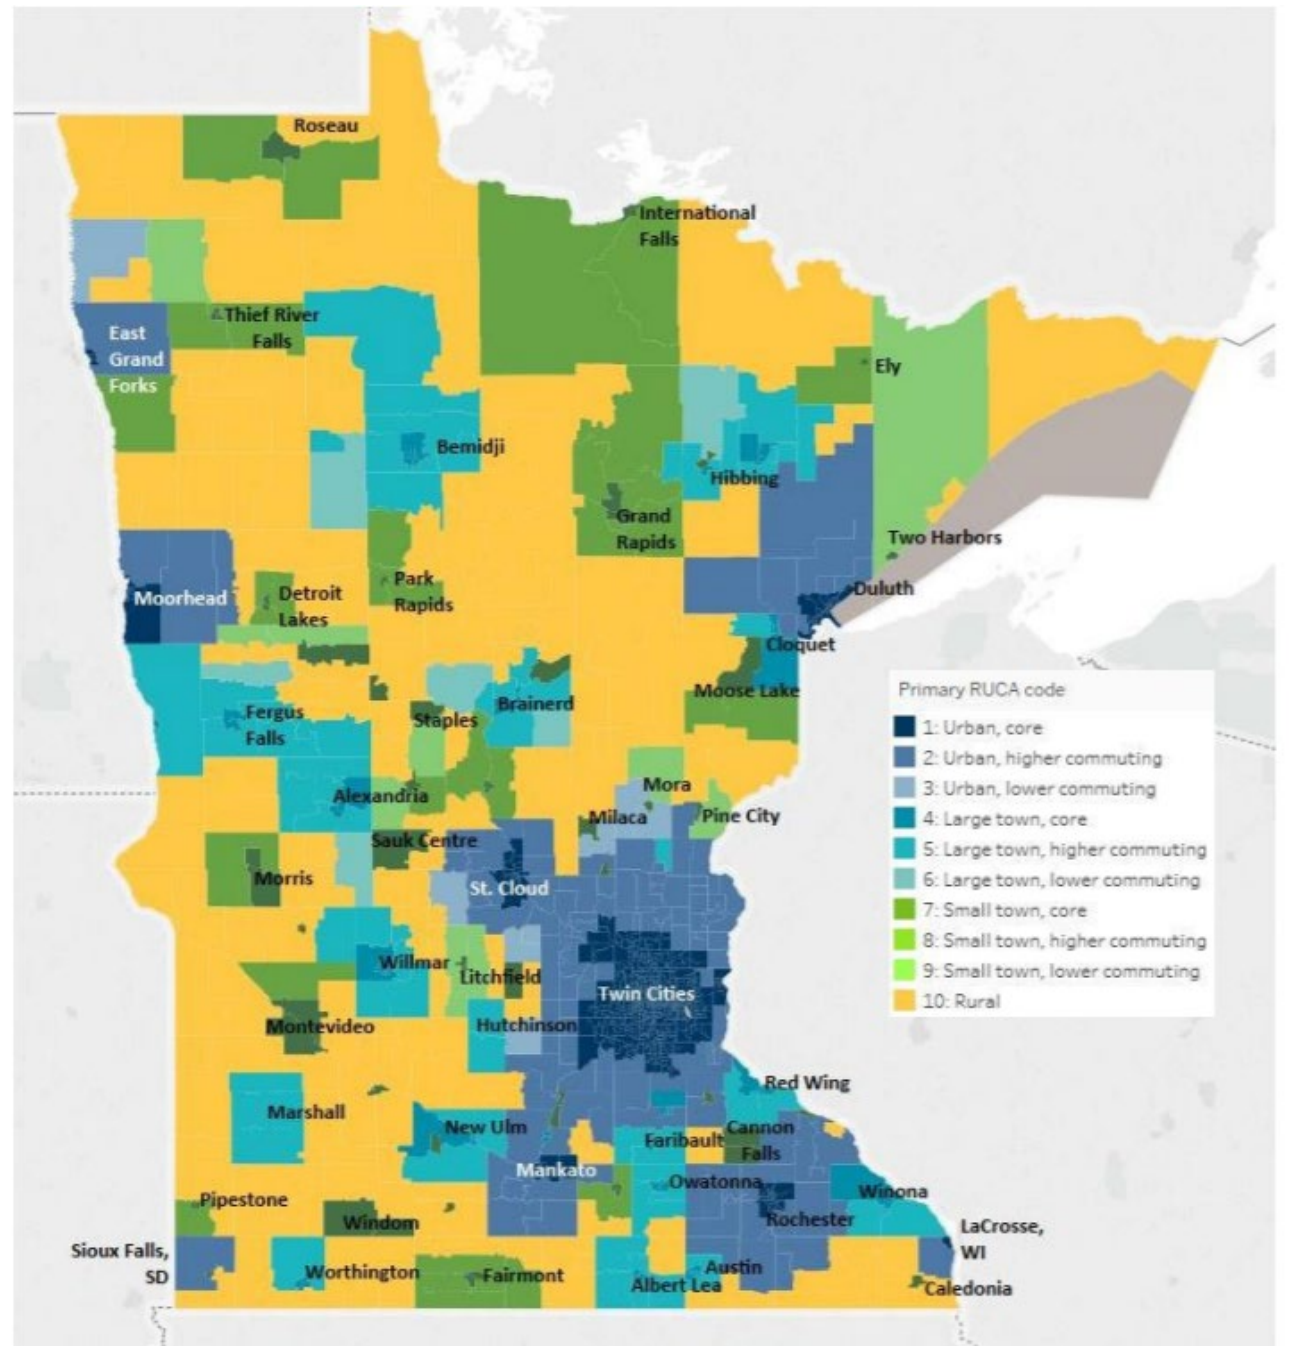 Roseau
International
Falls
Thief River
Falls
East
Grand
Forks
Ely
Bemidji
Hibbing
Grand
Rapids
Two Harbors
Park
Rapids
Duluth
Moorhead
Detroit
Lakes
Cloquet
Moose Lake
Brainerd
Staples
Fergus
Falls
Mora
Alexandria
Milaca
Pine City
Sauk Centre
Morris
St. Cloud
Willmar
Litchfield
Twin Cities
Montevideo
Hutchinson
Red Wing
Marshall
New Ulm
Cannon
Falls
Faribault
Mankato
Owatonna
Winona
Pipestone
Windom
Rochester
LaCrosse,
WI
Sioux Falls,
SD
Worthington
Fairmont
Austin
Albert Lea
Caledonia
Primary RUCA code
1: Urban, core
2: Urban, higher commuting
3: Urban, lower commuting
4: Large town, core
5: Large town, higher commuting
6: Large town, lower commuting
7: Small town, core
8: Small town, higher commuting
9: Small town, lower commuting
10: Rural